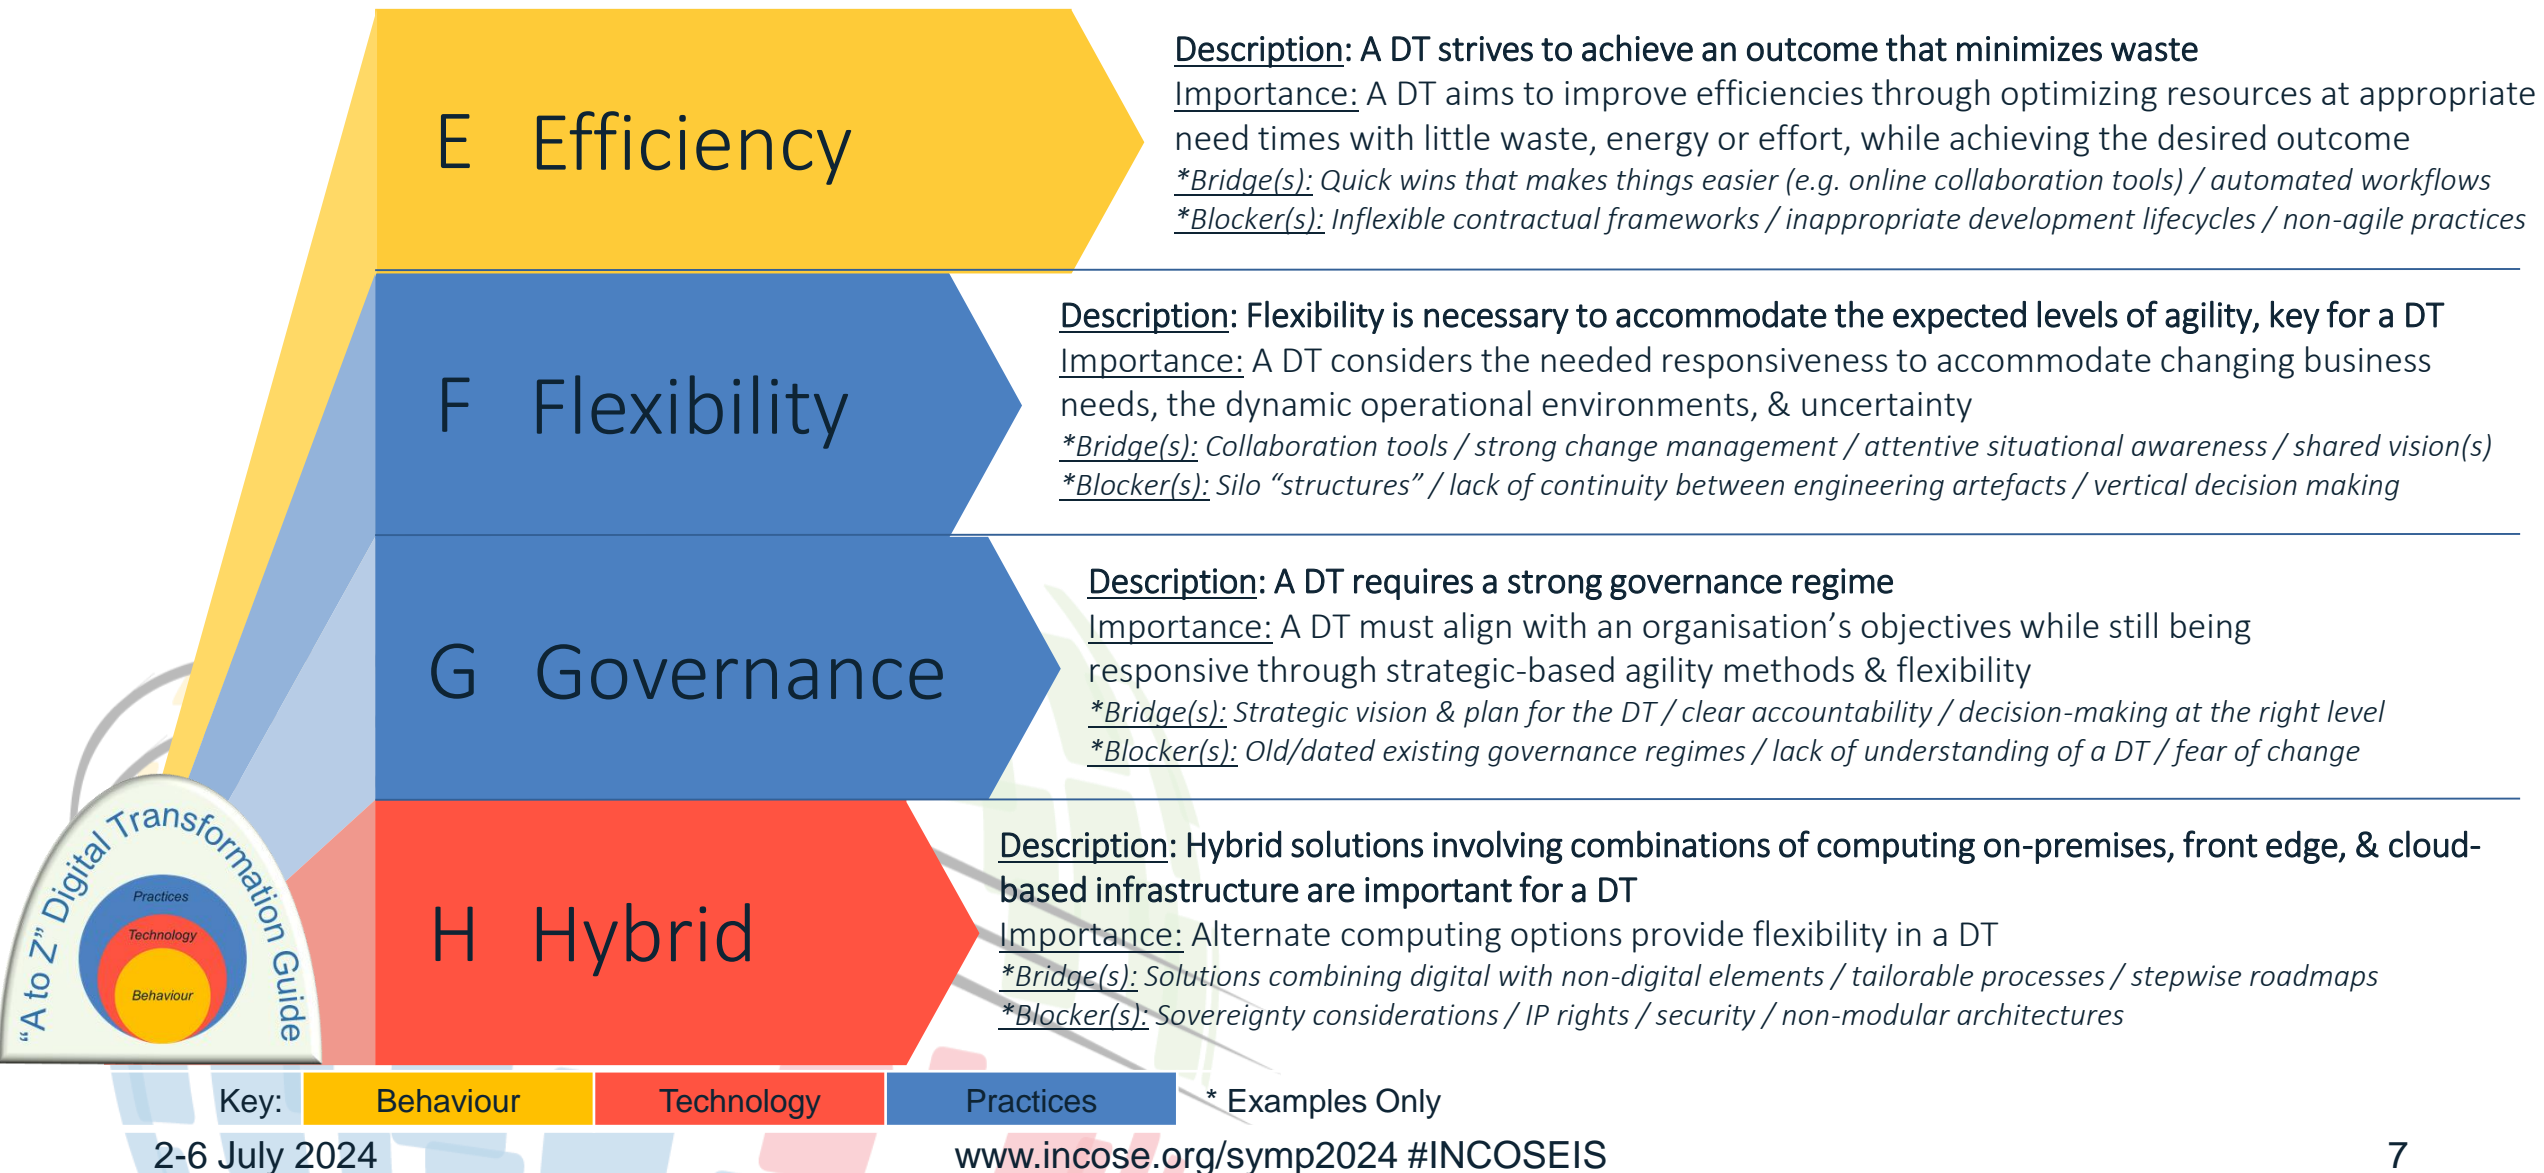 E Efficiency
Description: A DT strives to achieve an outcome that minimizes waste
Importance: A DT aims to improve efficiencies through optimizing resources at appropriate
need times with little waste, energy or effort, while achieving the desired outcome
*Bridge(s): Quick wins that makes things easier (e.g. online collaboration tools) / automated workflows
*Blocker(s): Inflexible contractual frameworks / inappropriate development lifecycles / non-agile practices
F Flexibility
Description: Flexibility is necessary to accommodate the expected levels of agility, key for a DT
Importance: A DT considers the needed responsiveness to accommodate changing business
needs, the dynamic operational environments, & uncertainty
*Bridge(s): Collaboration tools / strong change management / attentive situational awareness / shared vision(s)
*Blocker(s): Silo “structures” / lack of continuity between engineering artefacts / vertical decision making
G Governance
Description: A DT requires a strong governance regime
Importance: A DT must align with an organisation’s objectives while still being
responsive through strategic-based agility methods & flexibility
*Bridge(s): Strategic vision & plan for the DT / clear accountability / decision-making at the right level
*Blocker(s): Old/dated existing governance regimes / lack of understanding of a DT / fear of change
H Hybrid
Description: Hybrid solutions involving combinations of computing on-premises, front edge, & cloud-
based infrastructure are important for a DT
Importance: Alternate computing options provide flexibility in a DT
*Bridge(s): Solutions combining digital with non-digital elements / tailorable processes / stepwise roadmaps
*Blocker(s): Sovereignty considerations / IP rights / security / non-modular architectures
“A to Z” Digital Transformation Guide
Practices
Technology
Behaviour
Key: Behaviour Technology Practices * Examples Only
2-6 July 2024 www.incose.org/symp2024 #INCOSEIS 7